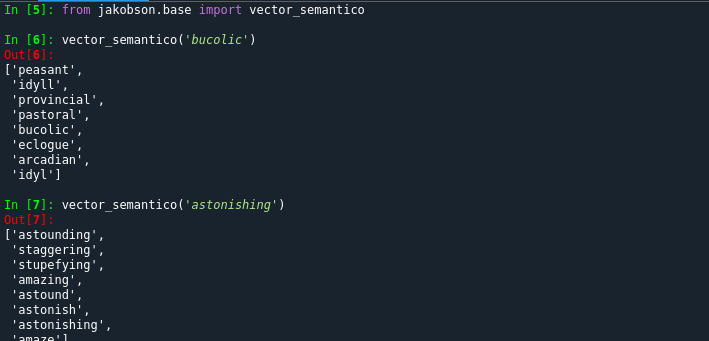 In [5]: from jakobson.base import vector_semantico
In [6]: vector_semantico('bucolic')
Out[6]:
['peasant',
 'idyll',
 'provincial',
 'pastoral',
 'bucolic',
 'eclogue',
 'arcadian',
 'idyl']
In [7]: vector_semantico('astonishing')
Out[7]:
['astounding',
 'staggering',
 'stupefying',
 'amazing',
 'astound',
 'astonish',
 'astonishing',
 'amaze']